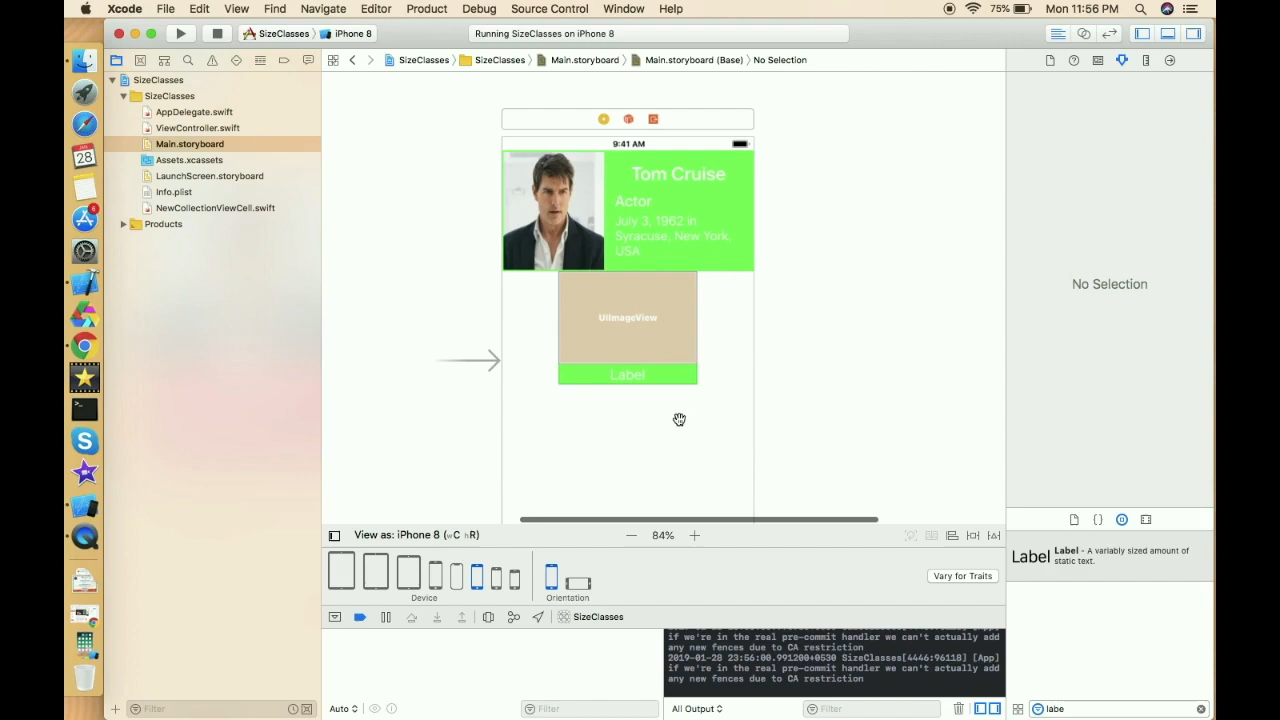 Xcode File Edit View Find Navigate Editor Product Debug Source Control Window Help 75% Mon 11:56 PM
SizeClasses iPhone 8 Running SizeClasses on iPhone 8
SizeClasses SizeClasses Main.storyboard Main.storyboard (Base) No Selection
SizeClasses
SizeClasses
AppDelegate.swift
ViewController.swift
Main.storyboard
Assets.xcassets
LaunchScreen.storyboard
Info.plist
NewCollectionViewCell.swift
Products
JAN
28
6
>_
S
9:41 AM
Tom Cruise
Actor
July 3, 1962 in
Syracuse, New York,
USA
UIImageView
Label
No Selection
View as: iPhone 8 (wC hR)
84%
Device
Orientation
Vary for Traits
Label Label - A variably sized amount of
static text.
SizeClasses
if we're in the real pre-commit handler we can't actually add
any new fences due to CA restriction
2019-01-28 23:56:00.991200+0530 SizeClasses[4446:96118] [App]
if we're in the real pre-commit handler we can't actually add
any new fences due to CA restriction
Filter
Auto
Filter
All Output
Filter
labe